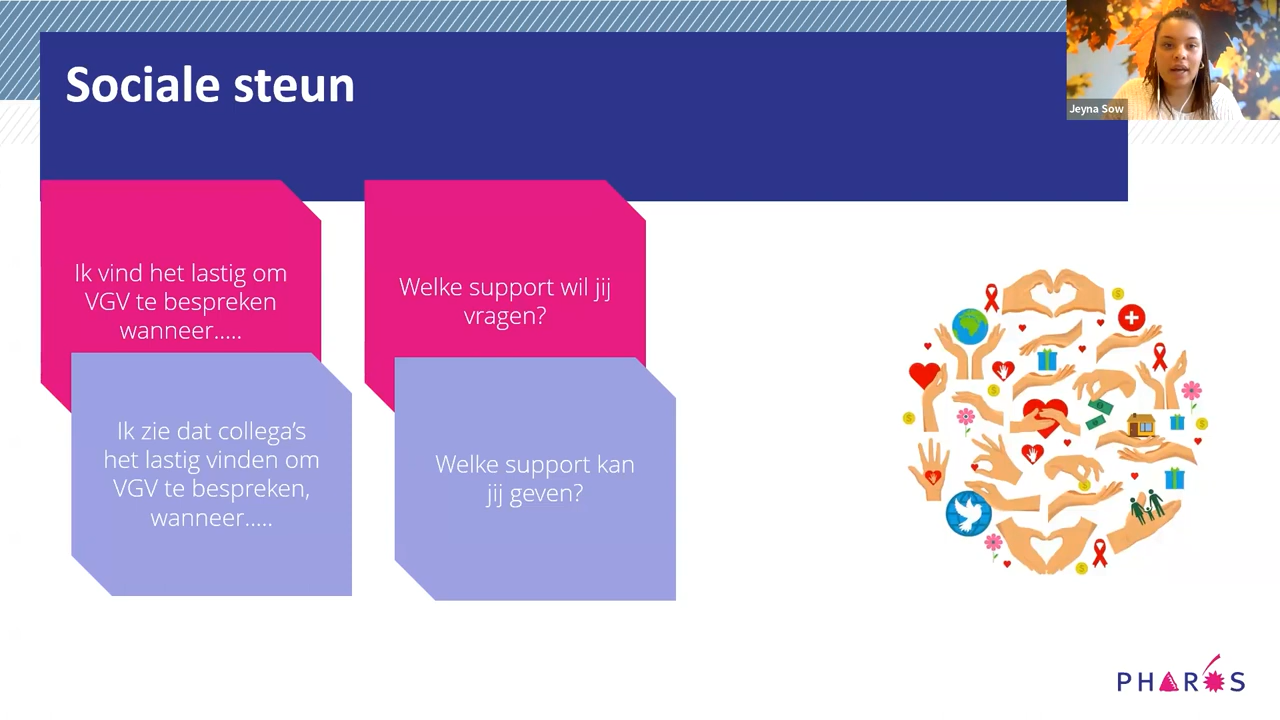 Sociale steun
Jeyna Sow
Ik vind het lastig om
VGV te bespreken
wanneer.....
Welke support wil jij
vragen?
Ik zie dat collega's
het lastig vinden om
VGV te bespreken,
wanneer.....
Welke support kan
jij geven?
PHAROS